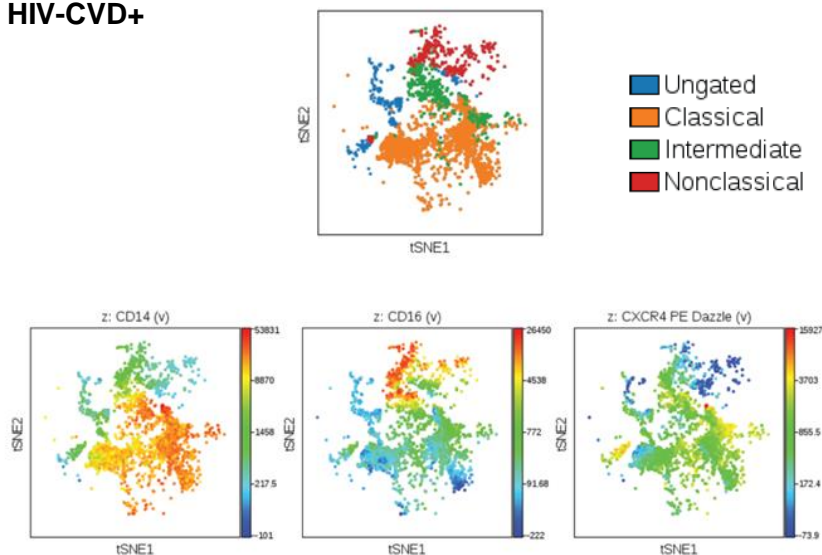 HIV-CVD+
tSNE2
tSNE1
Ungated
Classical
Intermediate
Nonclassical
z: CD14 (v)
53831
8870
1458
217.5
-101
tSNE2
tSNE1
z: CD16 (v)
26450
4538
772
91.68
-222
tSNE2
tSNE1
z: CXCR4 PE Dazzle (v)
15927
3703
855.5
172.4
-73.9
tSNE2
tSNE1